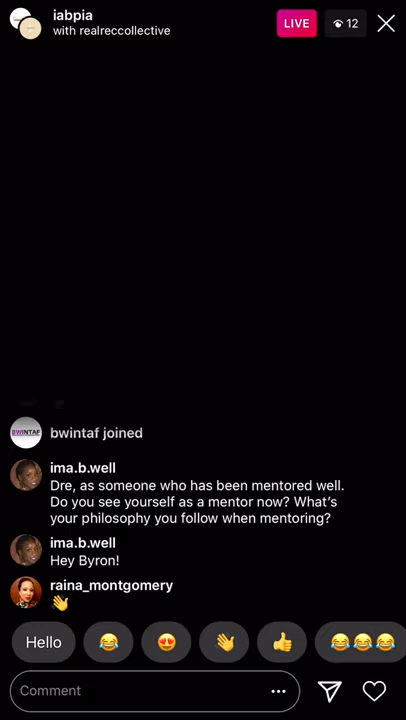 iabpia
with realreccollective
LIVE
12
BWINTAF
bwintaf joined
ima.b.well
Dre, as someone who has been mentored well.
Do you see yourself as a mentor now? What's
your philosophy you follow when mentoring?
ima.b.well
Hey Byron!
raina_montgomery
👋
Hello 😂 😍 👋 👍 😂😂😂
Comment